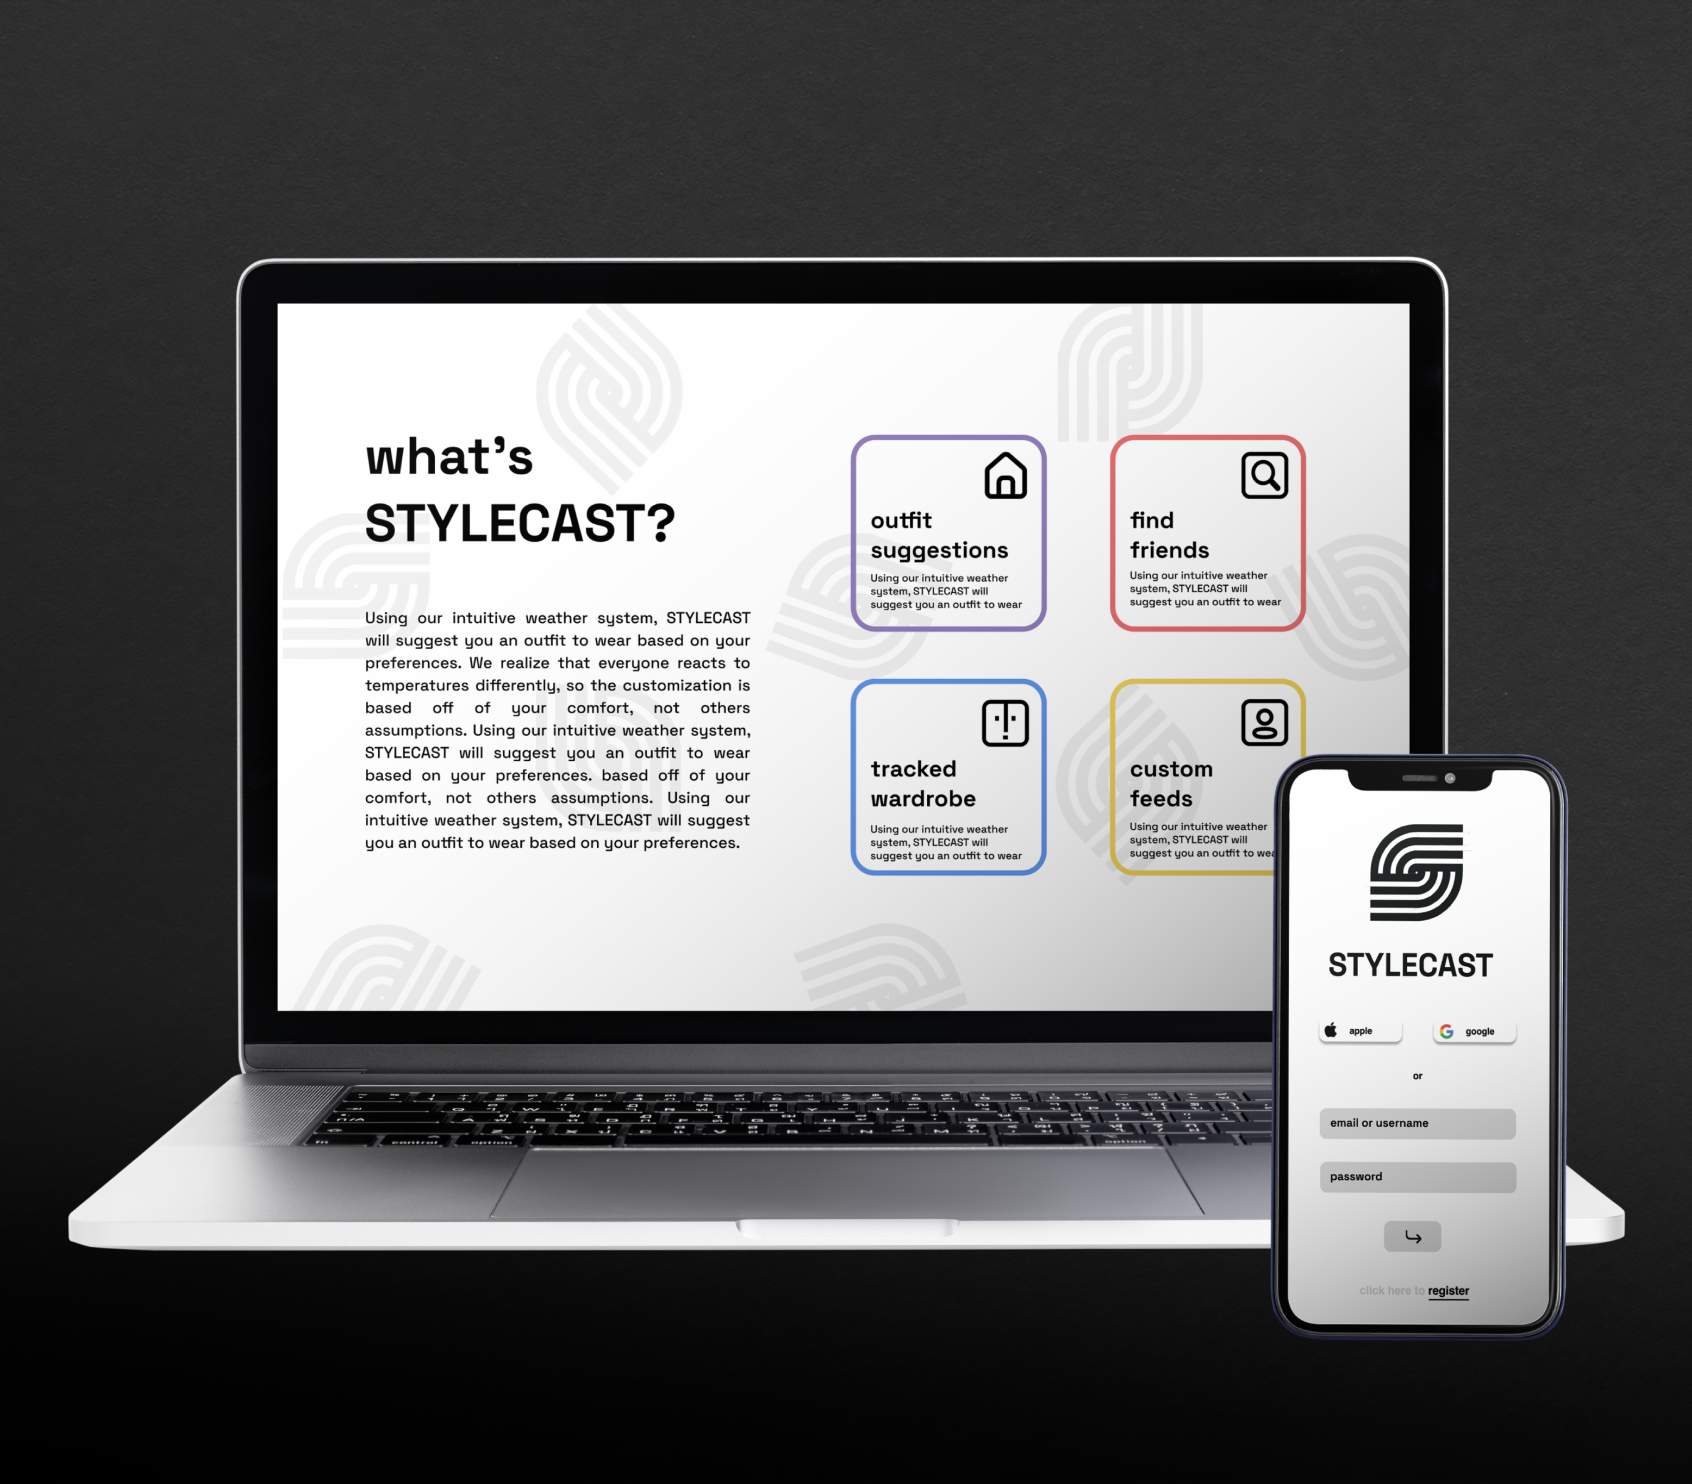 what's
STYLECAST?
Using our intuitive weather system, STYLECAST
will suggest you an outfit to wear based on your
preferences. We realize that everyone reacts to
temperatures differently, so the customization is
based off of your comfort, not others
assumptions. Using our intuitive weather system,
STYLECAST will suggest you an outfit to wear
based on your preferences. based off of your
comfort, not others assumptions. Using our
intuitive weather system, STYLECAST will suggest
you an outfit to wear based on your preferences.
outfit
suggestions
Using our intuitive weather
system, STYLECAST will
suggest you an outfit to wear
find
friends
Using our intuitive weather
system, STYLECAST will
suggest you an outfit to wear
tracked
wardrobe
Using our intuitive weather
system, STYLECAST will
suggest you an outfit to wear
custom
feeds
Using our intuitive weather
system, STYLECAST will
suggest you an outfit to
STYLECAST
apple
google
or
email or username
password
click here to register
fn control option
option